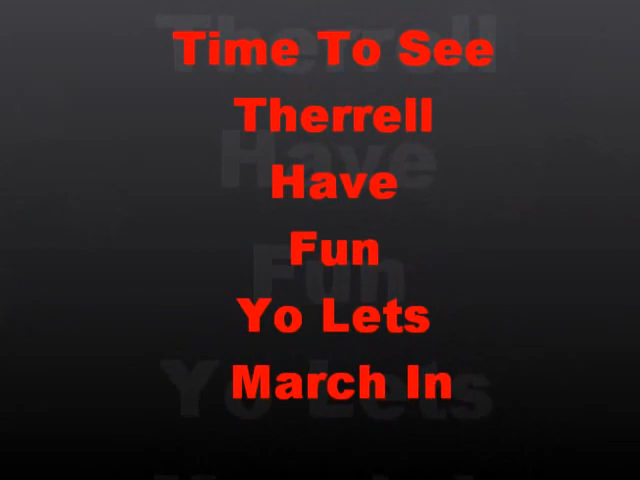 Time To See
Therrell
Have
Fun
Yo Lets
March In